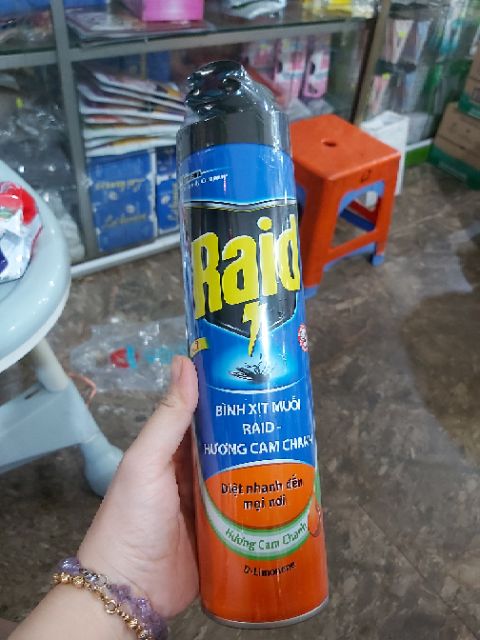 Raid
BÌNH XỊT MUỖI
RAID -
HƯƠNG CAM CHANH
Diệt nhanh đến
mọi nơi
Hương Cam Chanh
D-Limonene